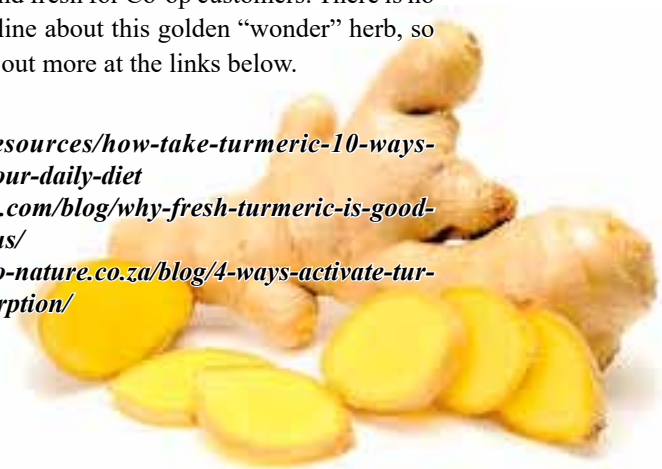 nd fresh for Co-op customers. There is no
line about this golden “wonder” herb, so
out more at the links below.
esources/how-take-turmeric-10-ways-
our-daily-diet
.com/blog/why-fresh-turmeric-is-good-
us/
o-nature.co.za/blog/4-ways-activate-tur-
rption/